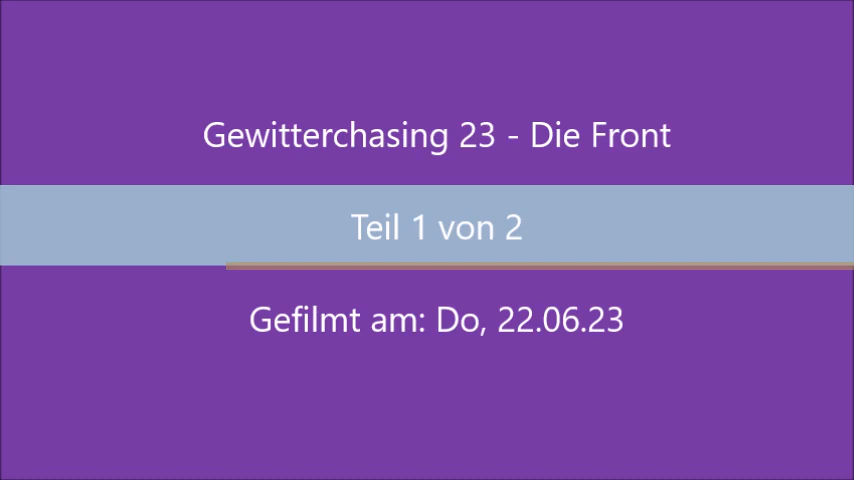 Gewitterchasing 23 - Die Front
Teil 1 von 2
Gefilmt am: Do, 22.06.23